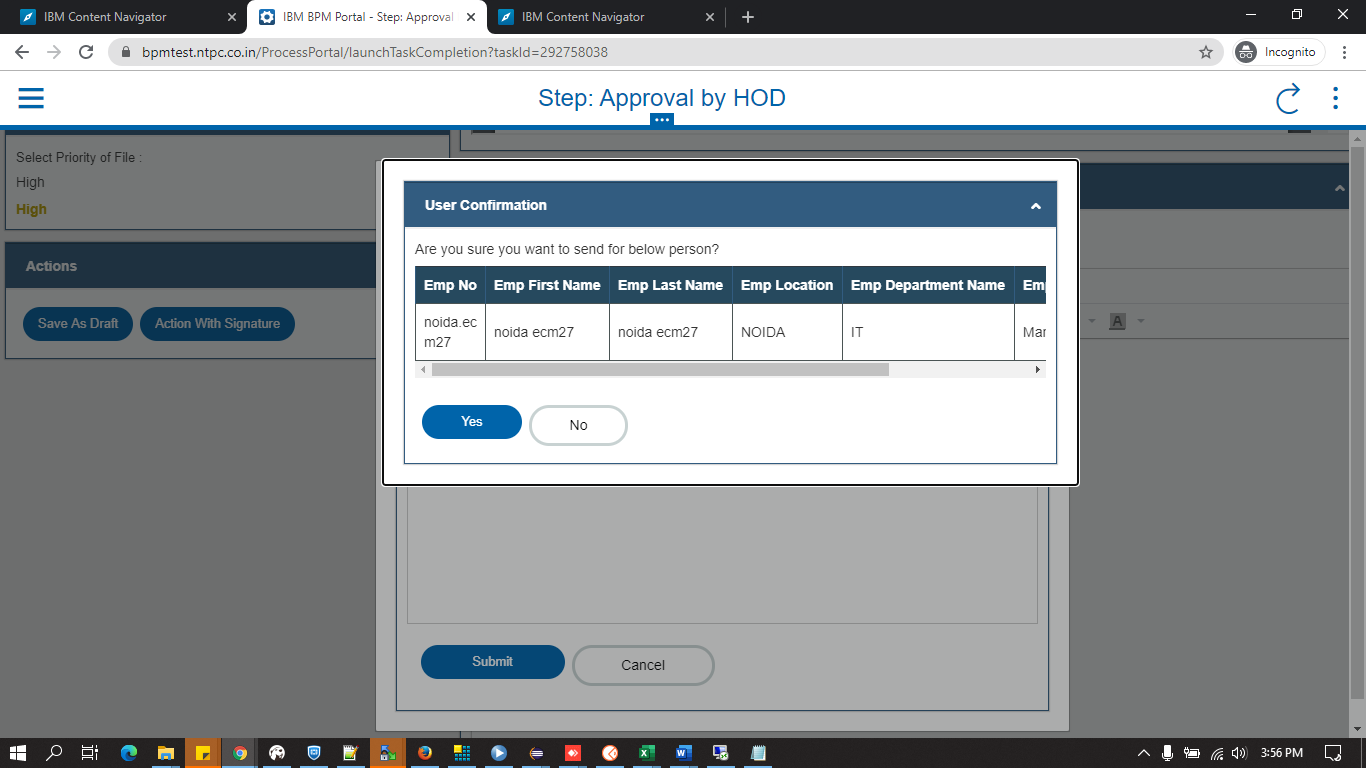 IBM Content Navigator
IBM BPM Portal - Step: Approval
IBM Content Navigator
bpmtest.ntpc.co.in/ProcessPortal/launchTaskCompletion?taskId=292758038
Incognito
Step: Approval by HOD
Select Priority of File :
High
High
Actions
Save As Draft
Action With Signature
User Confirmation
Are you sure you want to send for below person?
Emp No Emp First Name Emp Last Name Emp Location Emp Department Name Em
noida.ec
m27
noida ecm27 noida ecm27 NOIDA IT Mar
Yes
No
A
Submit
Cancel
3:56 PM